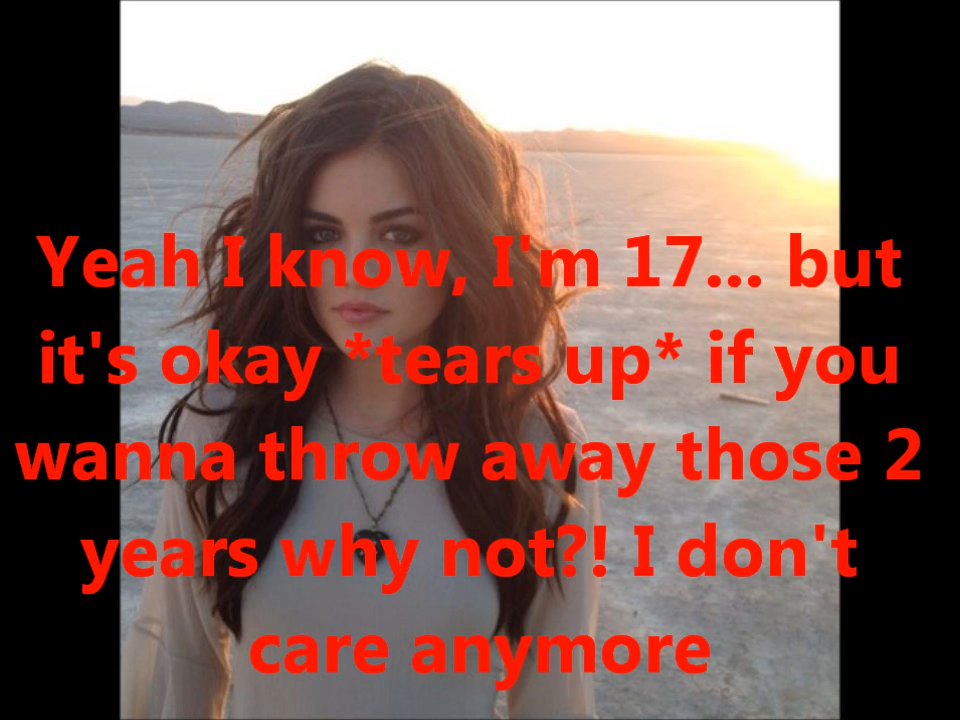 Yeah I know, I'm 17... but
it's okay *tears up* if you
wanna throw away those 2
years why not?! I don't
care anymore